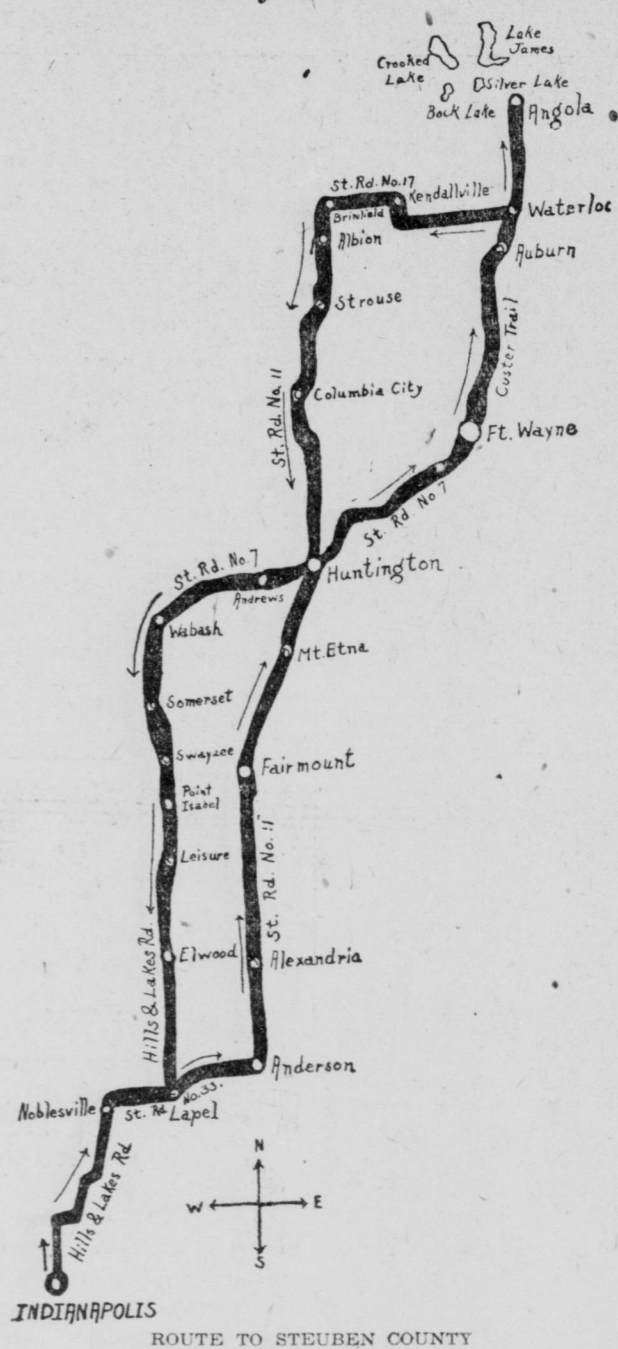 Lake
James
Crooked
Lake
Silver Lake
Bock Lake
Angola
St. Rd. No. 17
Kendallville
Brimfield
Waterloo
Albion
Auburn
Strouse
Custer Trail
Columbia City
St. Rd. No. 11
Ft. Wayne
St. Rd. No 7
St. Rd. No. 7
Huntington
Andrews
Wabash
Mt. Etna
Somerset
Swayzee
Fairmount
Point
Isabel
Leisure
St. Rd. No. 11
Elwood
Alexandria
Hills & Lakes Rd.
Anderson
Noblesville
St. Rd. No. 33.
Lapel
Hills & Lakes Rd
N
W
E
S
INDIANAPOLIS
ROUTE TO STEUBEN COUNTY